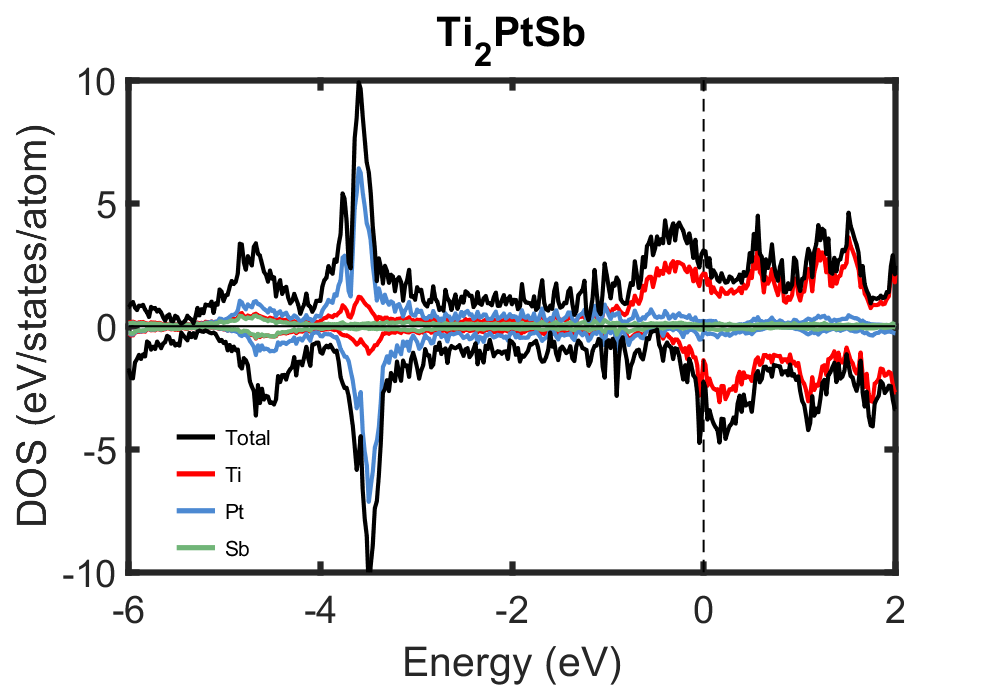 Ti2PtSb
10
5
0
-5
-10
DOS (eV/states/atom)
Total
Ti
Pt
Sb
-6 -4 -2 0 2
Energy (eV)